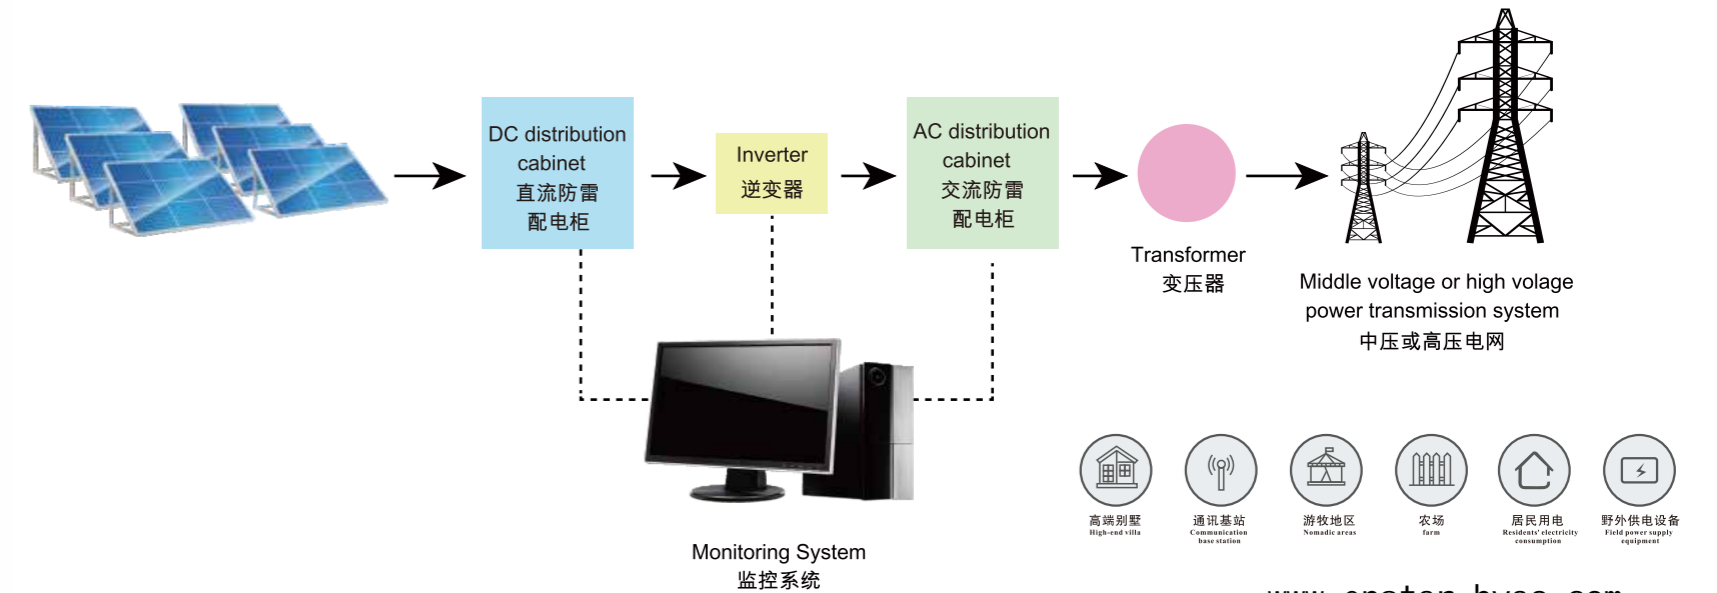 DC distribution
cabinet
直流防雷
配电柜
Inverter
逆变器
AC distribution
cabinet
交流防雷
配电柜
Transformer
变压器
Middle voltage or high volage
power transmission system
中压或高压电网
Monitoring System
监控系统
高端别墅
High-end villa
通讯基站
Communication
base station
游牧地区
Nomadic areas
农场
farm
居民用电
Residents' electricity
consumption
野外供电设备
Field power supply
equipment